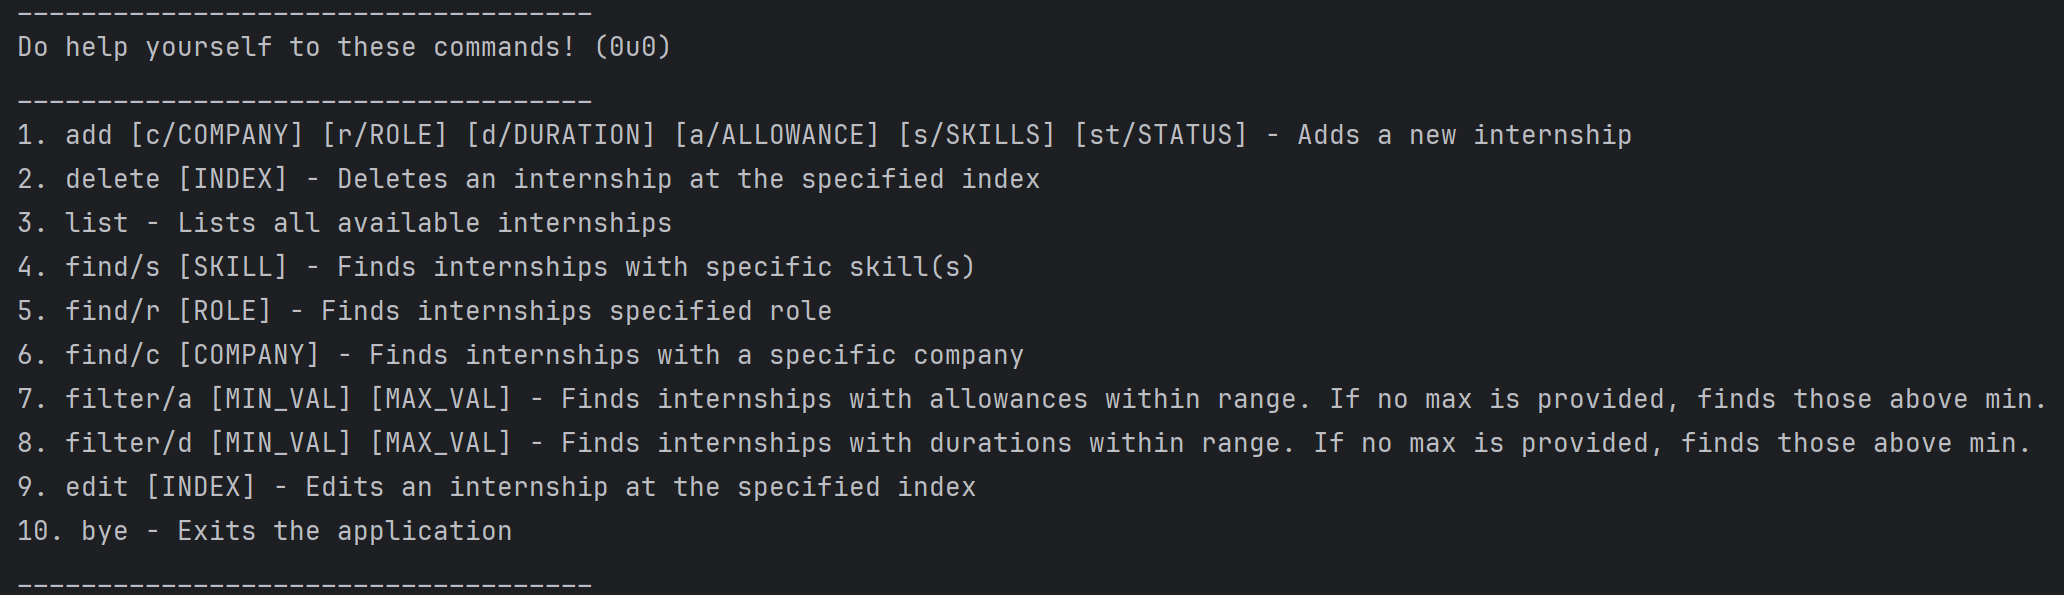 ____________________________________
Do help yourself to these commands! (0u0)
____________________________________
1. add [c/COMPANY] [r/ROLE] [d/DURATION] [a/ALLOWANCE] [s/SKILLS] [st/STATUS] - Adds a new internship
2. delete [INDEX] - Deletes an internship at the specified index
3. list - Lists all available internships
4. find/s [SKILL] - Finds internships with specific skill(s)
5. find/r [ROLE] - Finds internships specified role
6. find/c [COMPANY] - Finds internships with a specific company
7. filter/a [MIN_VAL] [MAX_VAL] - Finds internships with allowances within range. If no max is provided, finds those above min.
8. filter/d [MIN_VAL] [MAX_VAL] - Finds internships with durations within range. If no max is provided, finds those above min.
9. edit [INDEX] - Edits an internship at the specified index
10. bye - Exits the application
____________________________________